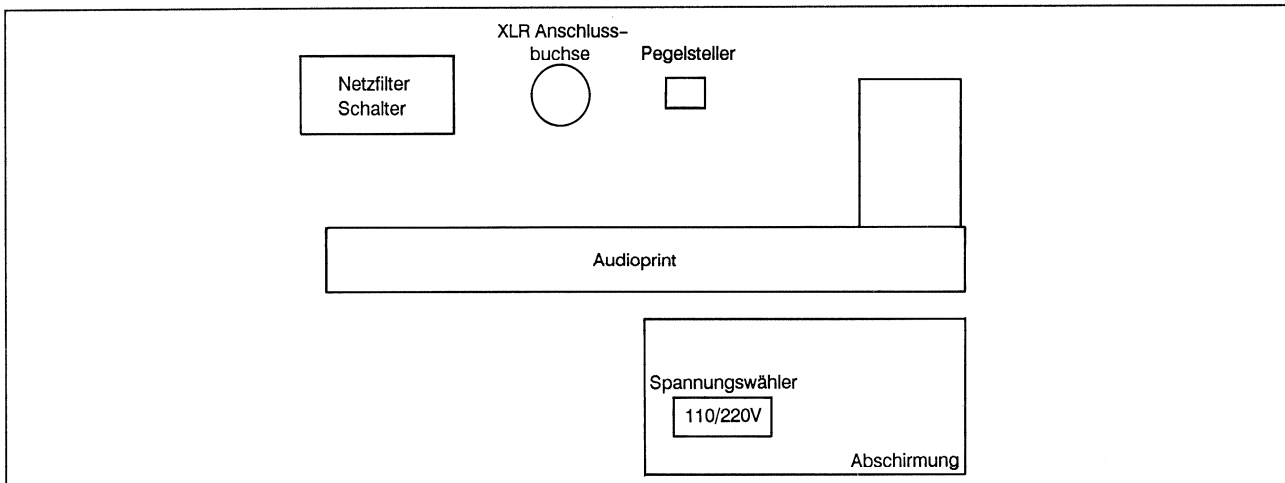 XLR Anschluss-
buchse
Pegelsteller
Netzfilter
Schalter
Audioprint
Spannungswähler
110/220V
Abschirmung